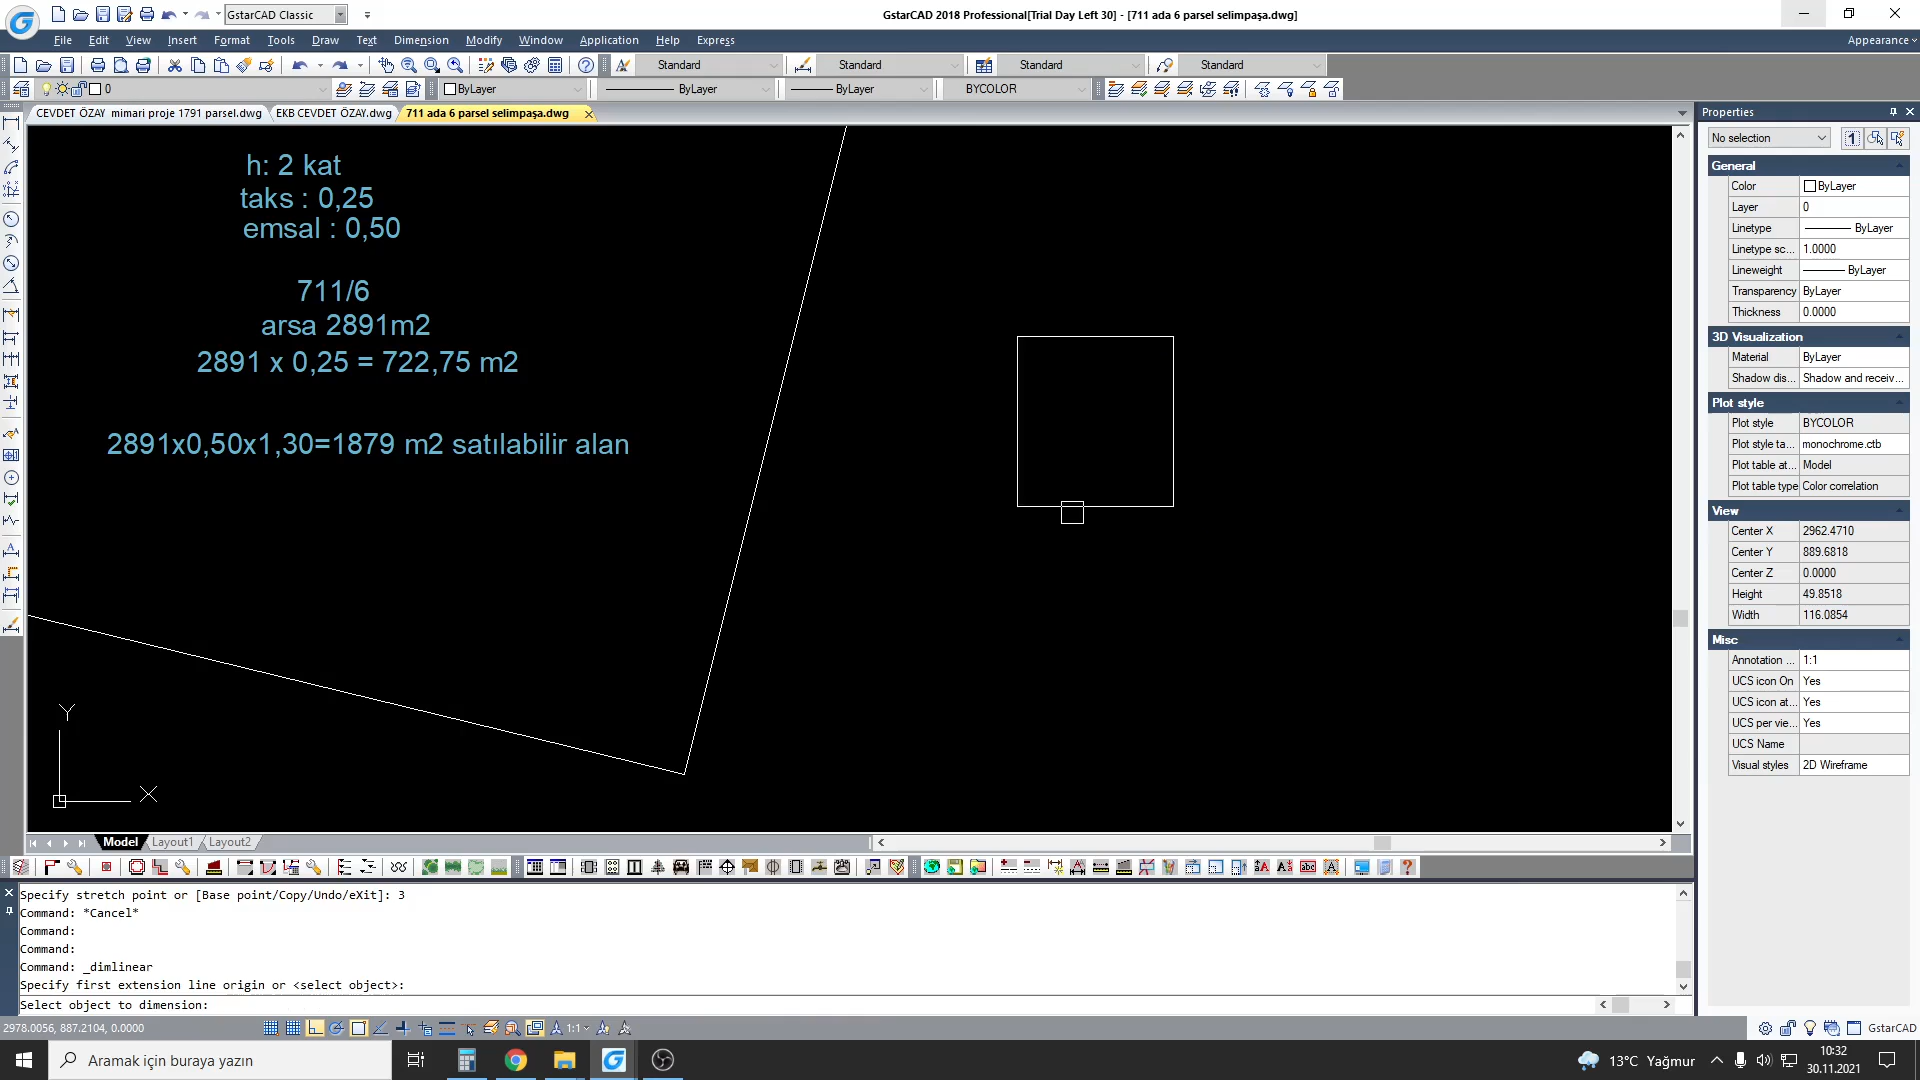 GstarCAD Classic
GstarCAD 2018 Professional[Trial Day Left 30] - [711 ada 6 parsel selimpaşa.dwg]
File Edit View Insert Format Tools Draw Text Dimension Modify Window Application Help Express
Appearance
Standard Standard Standard Standard
0 ByLayer ByLayer ByLayer BYCOLOR
CEVDET ÖZAY mimari proje 1791 parsel.dwg EKB CEVDET ÖZAY.dwg 711 ada 6 parsel selimpaşa.dwg
h: 2 kat
taks : 0,25
emsal : 0,50
711/6
arsa 2891m2
2891 x 0,25 = 722,75 m2
2891x0,50x1,30=1879 m2 satılabilir alan
Y
X
Properties
No selection
1
General
Color ByLayer
Layer 0
Linetype ByLayer
Linetype sc... 1.0000
Lineweight ByLayer
Transparency ByLayer
Thickness 0.0000
3D Visualization
Material ByLayer
Shadow dis... Shadow and receiv...
Plot style
Plot style BYCOLOR
Plot style ta... monochrome.ctb
Plot table at... Model
Plot table type Color correlation
View
Center X 2962.4710
Center Y 889.6818
Center Z 0.0000
Height 49.8518
Width 116.0854
Misc
Annotation ... 1:1
UCS icon On Yes
UCS icon at... Yes
UCS per vie... Yes
UCS Name
Visual styles 2D Wireframe
Model Layout1 Layout2
Specify stretch point or [Base point/Copy/Undo/eXit]: 3
Command: *Cancel*
Command:
Command:
Command: _dimlinear
Specify first extension line origin or <select object>:
Select object to dimension:
2978.0056, 887.2104, 0.0000
1:1
GstarCAD
Aramak için buraya yazın
13°C Yağmur
10:32
30.11.2021